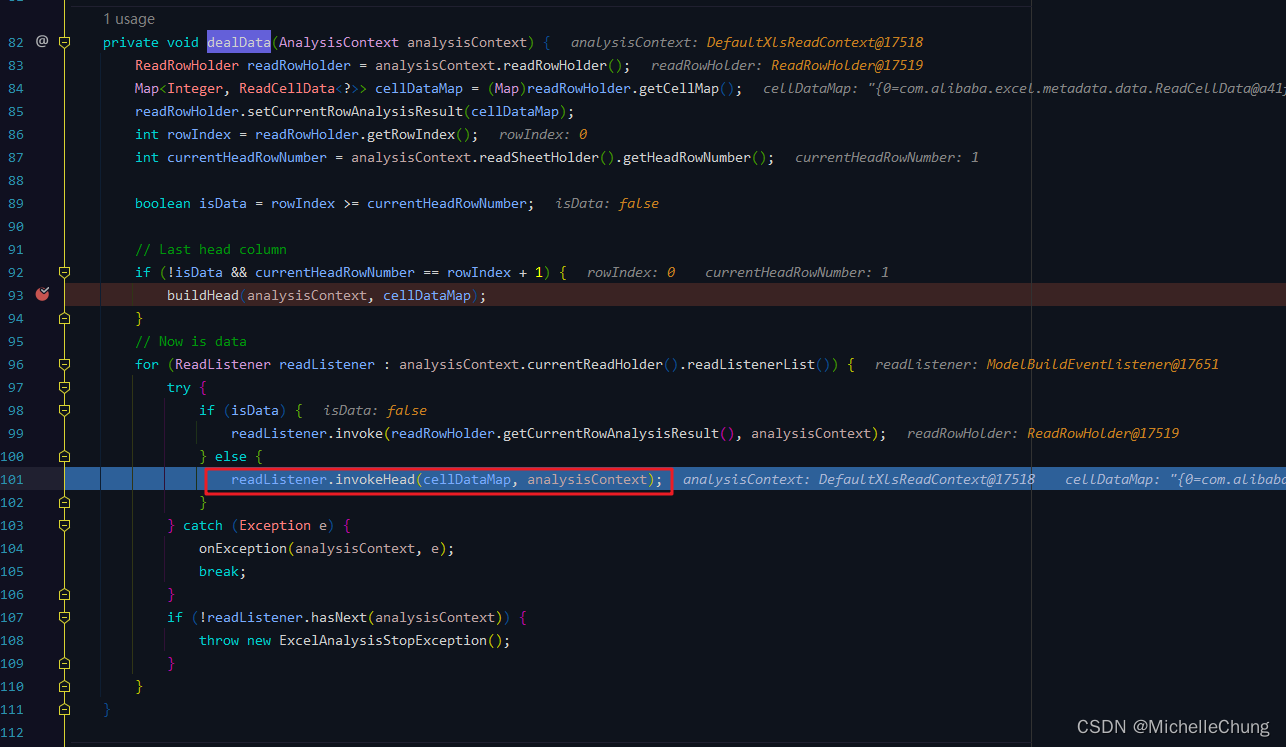 1 usage
82 @ private void dealData(AnalysisContext analysisContext) { analysisContext: DefaultXlsReadContext@17518
83 ReadRowHolder readRowHolder = analysisContext.readRowHolder(); readRowHolder: ReadRowHolder@17519
84 Map<Integer, ReadCellData<?>> cellDataMap = (Map)readRowHolder.getCellMap(); cellDataMap: "{0=com.alibaba.excel.metadata.data.ReadCellData@a41
85 readRowHolder.setCurrentRowAnalysisResult(cellDataMap);
86 int rowIndex = readRowHolder.getRowIndex(); rowIndex: 0
87 int currentHeadRowNumber = analysisContext.readSheetHolder().getHeadRowNumber(); currentHeadRowNumber: 1
88
89 boolean isData = rowIndex >= currentHeadRowNumber; isData: false
90
91 // Last head column
92 if (!isData && currentHeadRowNumber == rowIndex + 1) { rowIndex: 0 currentHeadRowNumber: 1
93 buildHead(analysisContext, cellDataMap);
94 }
95 // Now is data
96 for (ReadListener readListener : analysisContext.currentReadHolder().readListenerList()) { readListener: ModelBuildEventListener@17651
97 try {
98 if (isData) { isData: false
99 readListener.invoke(readRowHolder.getCurrentRowAnalysisResult(), analysisContext); readRowHolder: ReadRowHolder@17519
100 } else {
101 readListener.invokeHead(cellDataMap, analysisContext); analysisContext: DefaultXlsReadContext@17518 cellDataMap: "{0=com.alibaba
102 }
103 } catch (Exception e) {
104 onException(analysisContext, e);
105 break;
106 }
107 if (!readListener.hasNext(analysisContext)) {
108 throw new ExcelAnalysisStopException();
109 }
110 }
111 }
112
CSDN @MichelleChung